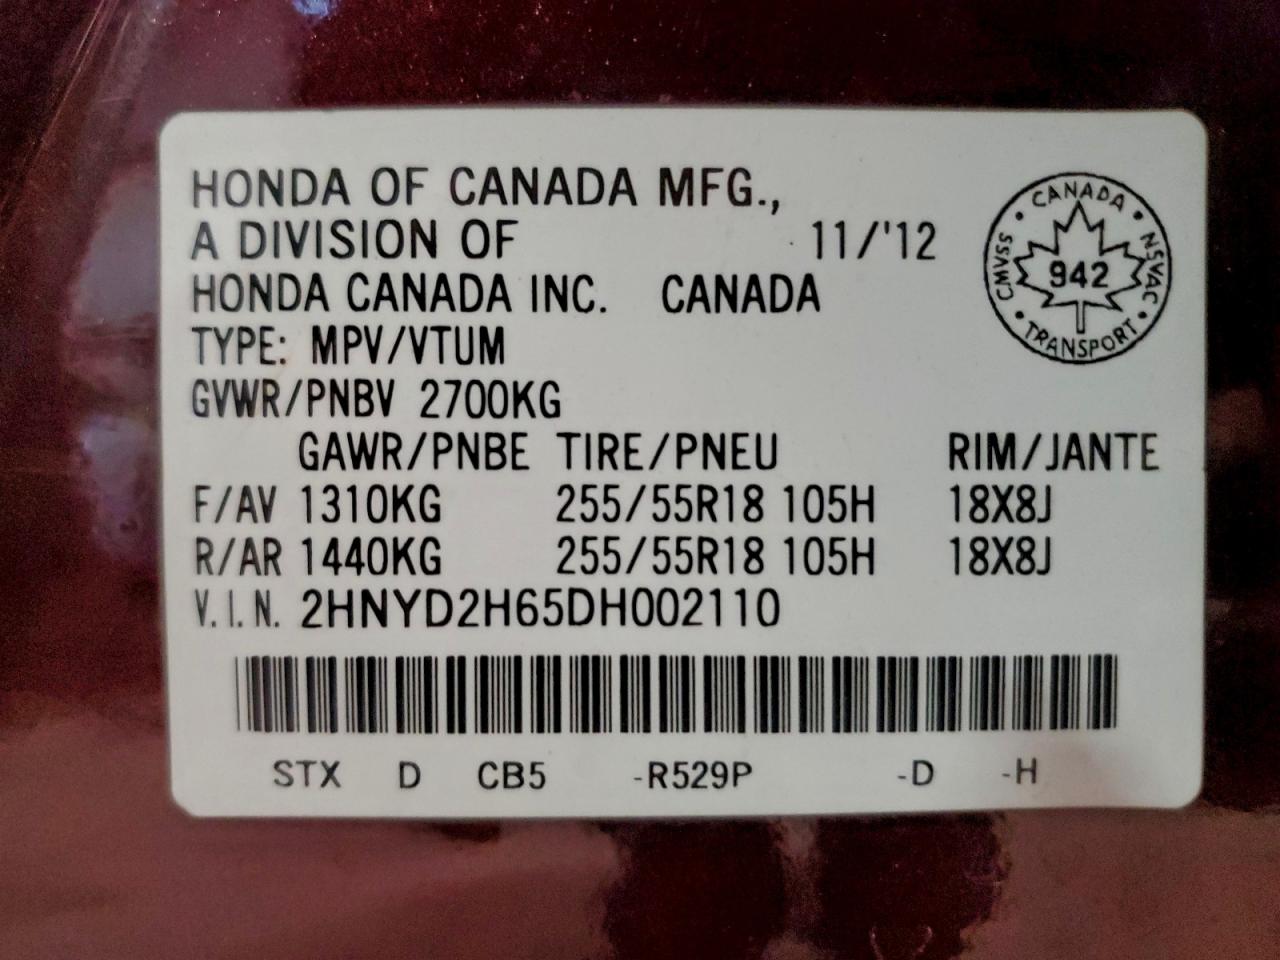 HONDA OF CANADA MFG.,
A DIVISION OF 11/'12
HONDA CANADA INC. CANADA
TYPE: MPV/VTUM
GVWR/PNBV 2700KG
GAWR/PNBE TIRE/PNEU RIM/JANTE
F/AV 1310KG 255/55R18 105H 18X8J
R/AR 1440KG 255/55R18 105H 18X8J
V.I.N. 2HNYD2H65DH002110
STX D CB5 -R529P -D -H
CANADA • NSVAC • TRANSPORT • CMVSS •
942